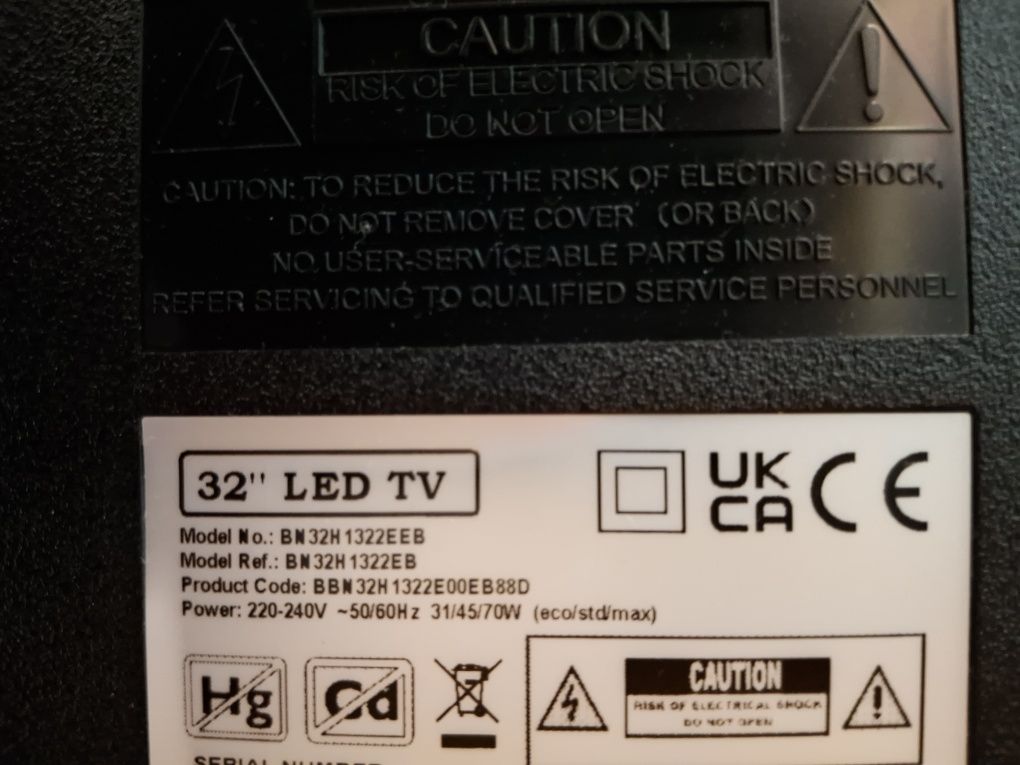 CAUTION
RISK OF ELECTRIC SHOCK
DO NOT OPEN
CAUTION: TO REDUCE THE RISK OF ELECTRIC SHOCK,
DO NOT REMOVE COVER (OR BACK)
NO USER-SERVICEABLE PARTS INSIDE
REFER SERVICING TO QUALIFIED SERVICE PERSONNEL
32" LED TV
UK
CA CE
Model No.: BN32H1322EEB
Model Ref.: BN32H1322EB
Product Code: BBN32H1322E00EB88D
Power: 220-240V ~50/60Hz 31/45/70W (eco/std/max)
Hg Cd
CAUTION
RISK OF ELECTRICAL SHOCK
DO NOT OPEN
SERIAL NUMBER